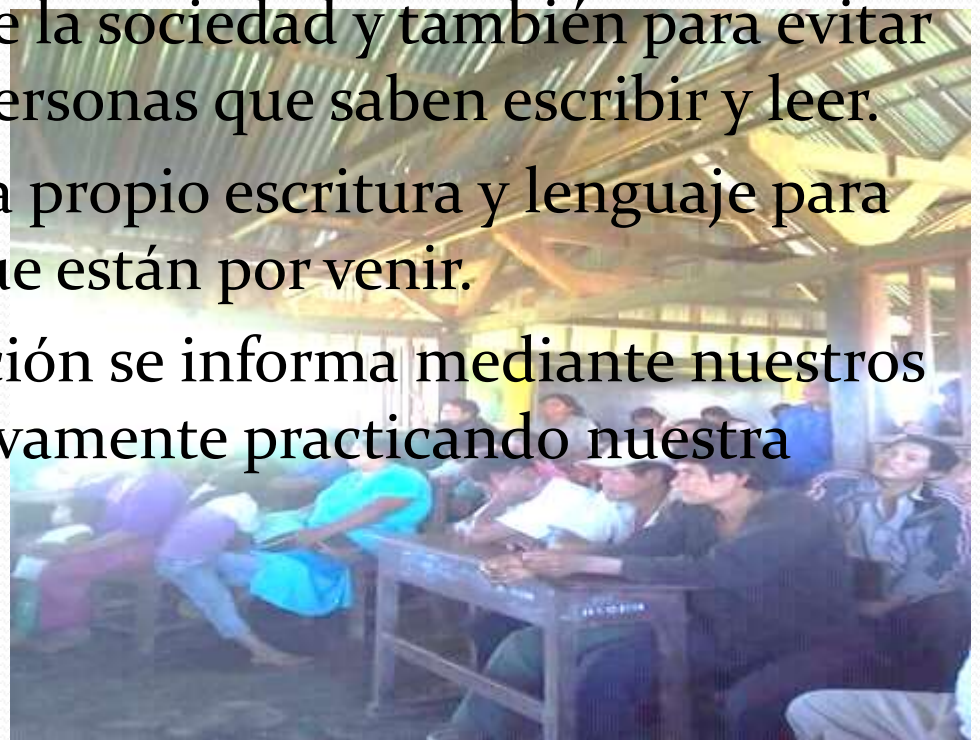 e la sociedad y también para evitar
ersonas que saben escribir y leer.
a propio escritura y lenguaje para
ue están por venir.
ción se informa mediante nuestros
vamente practicando nuestra